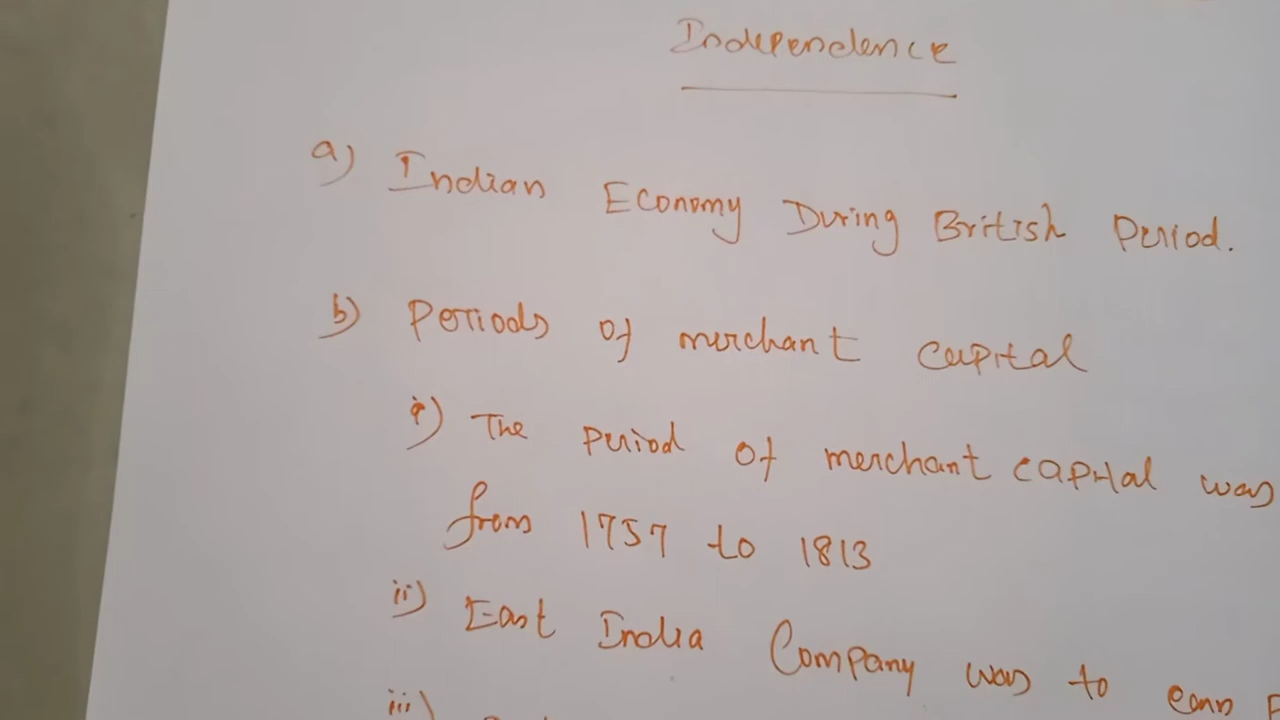 Independence
a) Indian Economy During British Period.
b) Periods of merchant capital
i) The Period of merchant capital was
from 1757 to 1813
ii) East India Company was to earn
iii)